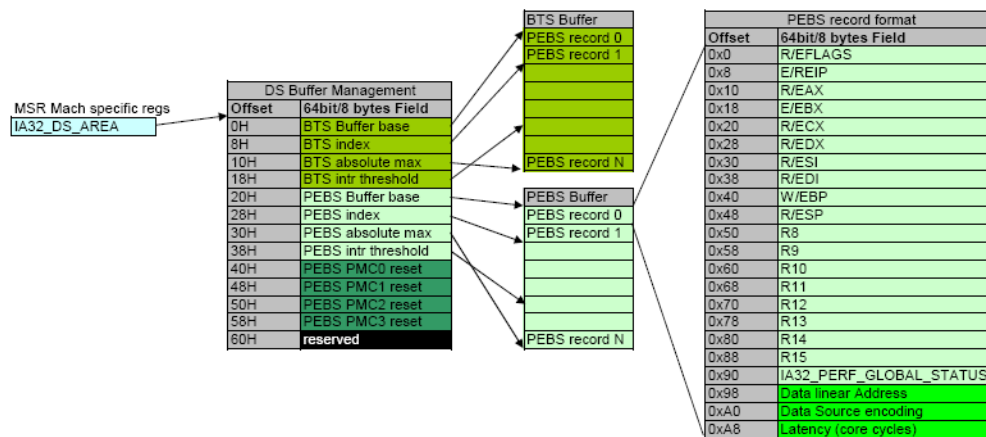 MSR Mach specific regs
IA32_DS_AREA
DS Buffer Management
Offset 64bit/8 bytes Field
0H BTS Buffer base
8H BTS index
10H BTS absolute max
18H BTS intr threshold
20H PEBS Buffer base
28H PEBS index
30H PEBS absolute max
38H PEBS intr threshold
40H PEBS PMC0 reset
48H PEBS PMC1 reset
50H PEBS PMC2 reset
58H PEBS PMC3 reset
60H reserved
BTS Buffer
PEBS record 0
PEBS record 1
PEBS record N
PEBS Buffer
PEBS record 0
PEBS record 1
PEBS record N
PEBS record format
Offset 64bit/8 bytes Field
0x0 R/EFLAGS
0x8 E/REIP
0x10 R/EAX
0x18 E/EBX
0x20 R/ECX
0x28 R/EDX
0x30 R/ESI
0x38 R/EDI
0x40 W/EBP
0x48 R/ESP
0x50 R8
0x58 R9
0x60 R10
0x68 R11
0x70 R12
0x78 R13
0x80 R14
0x88 R15
0x90 IA32_PERF_GLOBAL_STATUS
0x98 Data linear Address
0xA0 Data Source encoding
0xA8 Latency (core cycles)